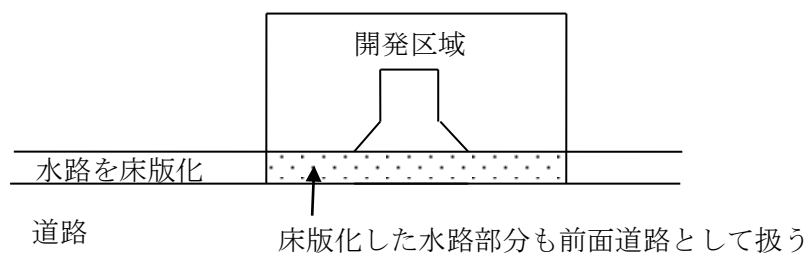 開発区域
水路を床版化
道路
床版化した水路部分も前面道路として扱う